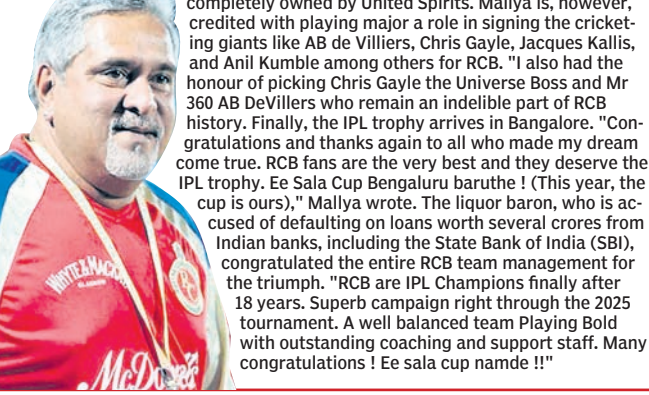 completely owned by United Spirits. Mallya is, however,
credited with playing major a role in signing the cricket-
ing giants like AB de Villiers, Chris Gayle, Jacques Kallis,
and Anil Kumble among others for RCB. "I also had the
honour of picking Chris Gayle the Universe Boss and Mr
360 AB DeVillers who remain an indelible part of RCB
history. Finally, the IPL trophy arrives in Bangalore. "Con-
gratulations and thanks again to all who made my dream
come true. RCB fans are the very best and they deserve the
IPL trophy. Ee Sala Cup Bengaluru baruthe ! (This year, the
cup is ours)," Mallya wrote. The liquor baron, who is ac-
cused of defaulting on loans worth several crores from
Indian banks, including the State Bank of India (SBI),
congratulated the entire RCB team management for
the triumph. "RCB are IPL Champions finally after
18 years. Superb campaign right through the 2025
tournament. A well balanced team Playing Bold
with outstanding coaching and support staff. Many
congratulations ! Ee sala cup namde !!"
WHYTE&MACKAY